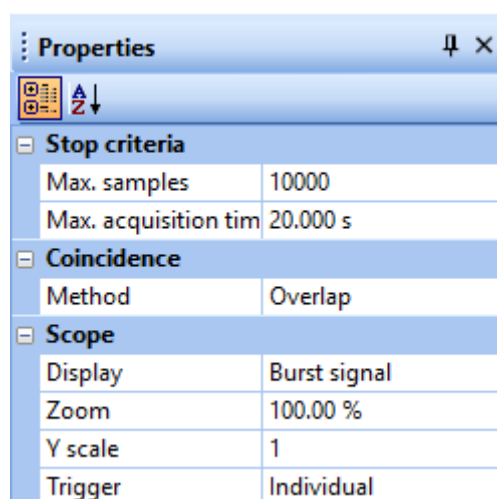 Properties
Stop criteria
Max. samples 10000
Max. acquisition tim 20.000 s
Coincidence
Method Overlap
Scope
Display Burst signal
Zoom 100.00 %
Y scale 1
Trigger Individual